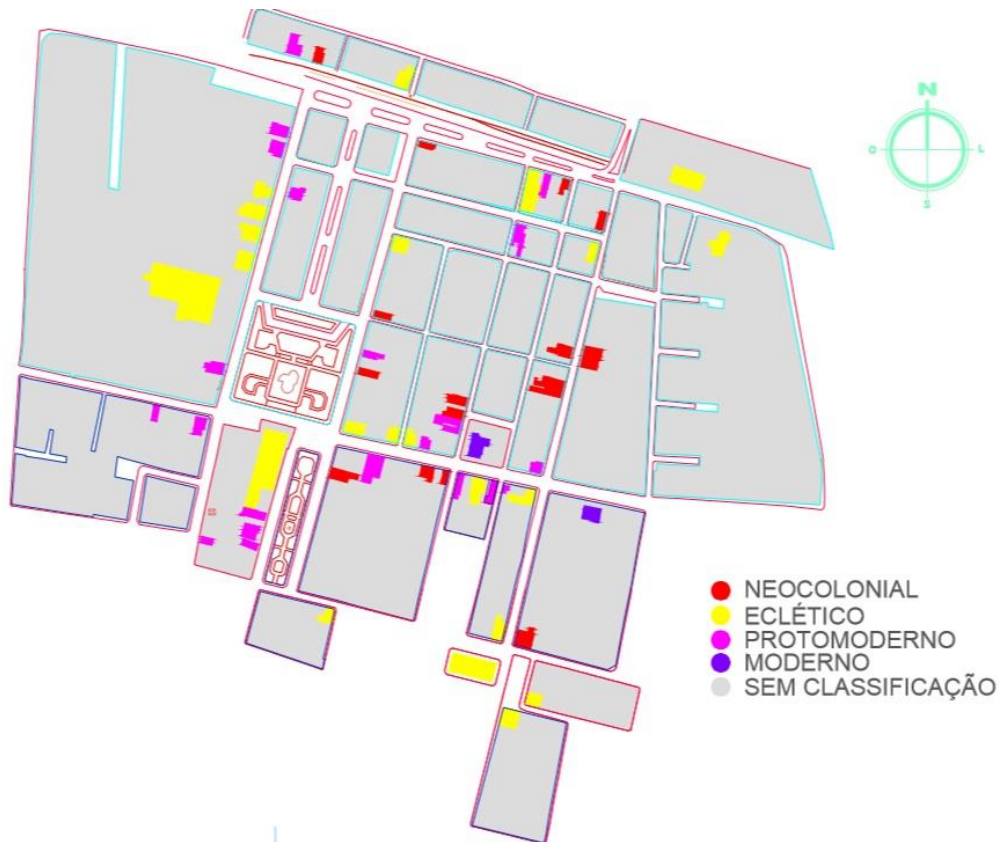 N
O
L
S
NEOCOLONIAL
ECLÉTICO
PROTOMODERNO
MODERNO
SEM CLASSIFICAÇÃO